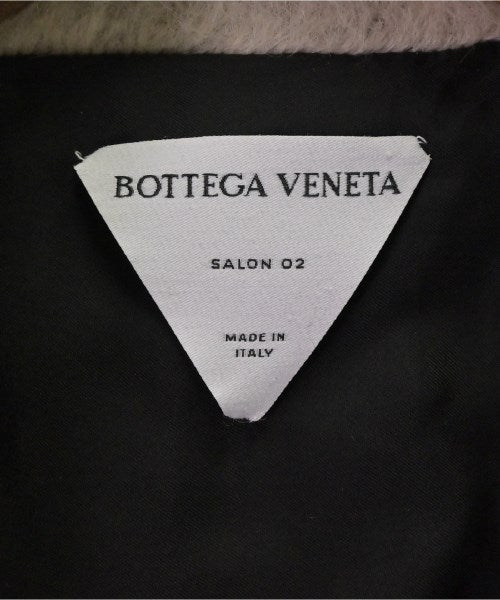 BOTTEGA VENETA
SALON 02
MADE IN
ITALY